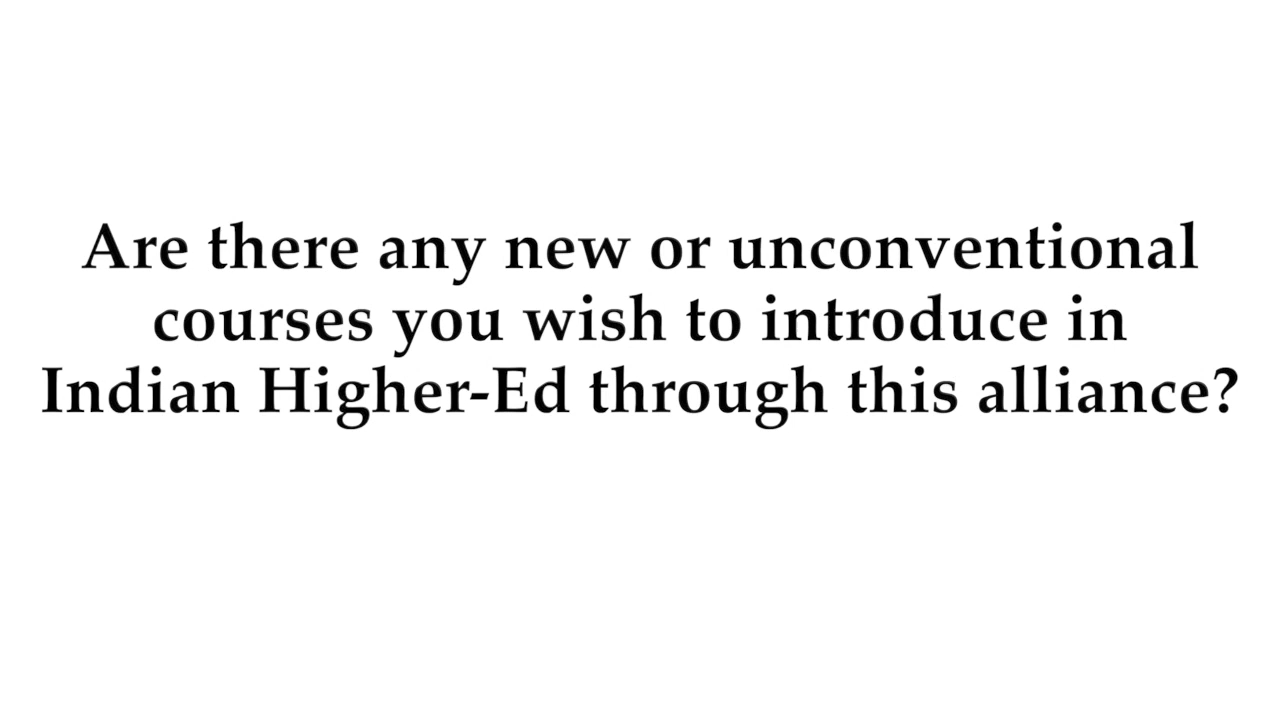 Are there any new or unconventional
courses you wish to introduce in
Indian Higher-Ed through this alliance?